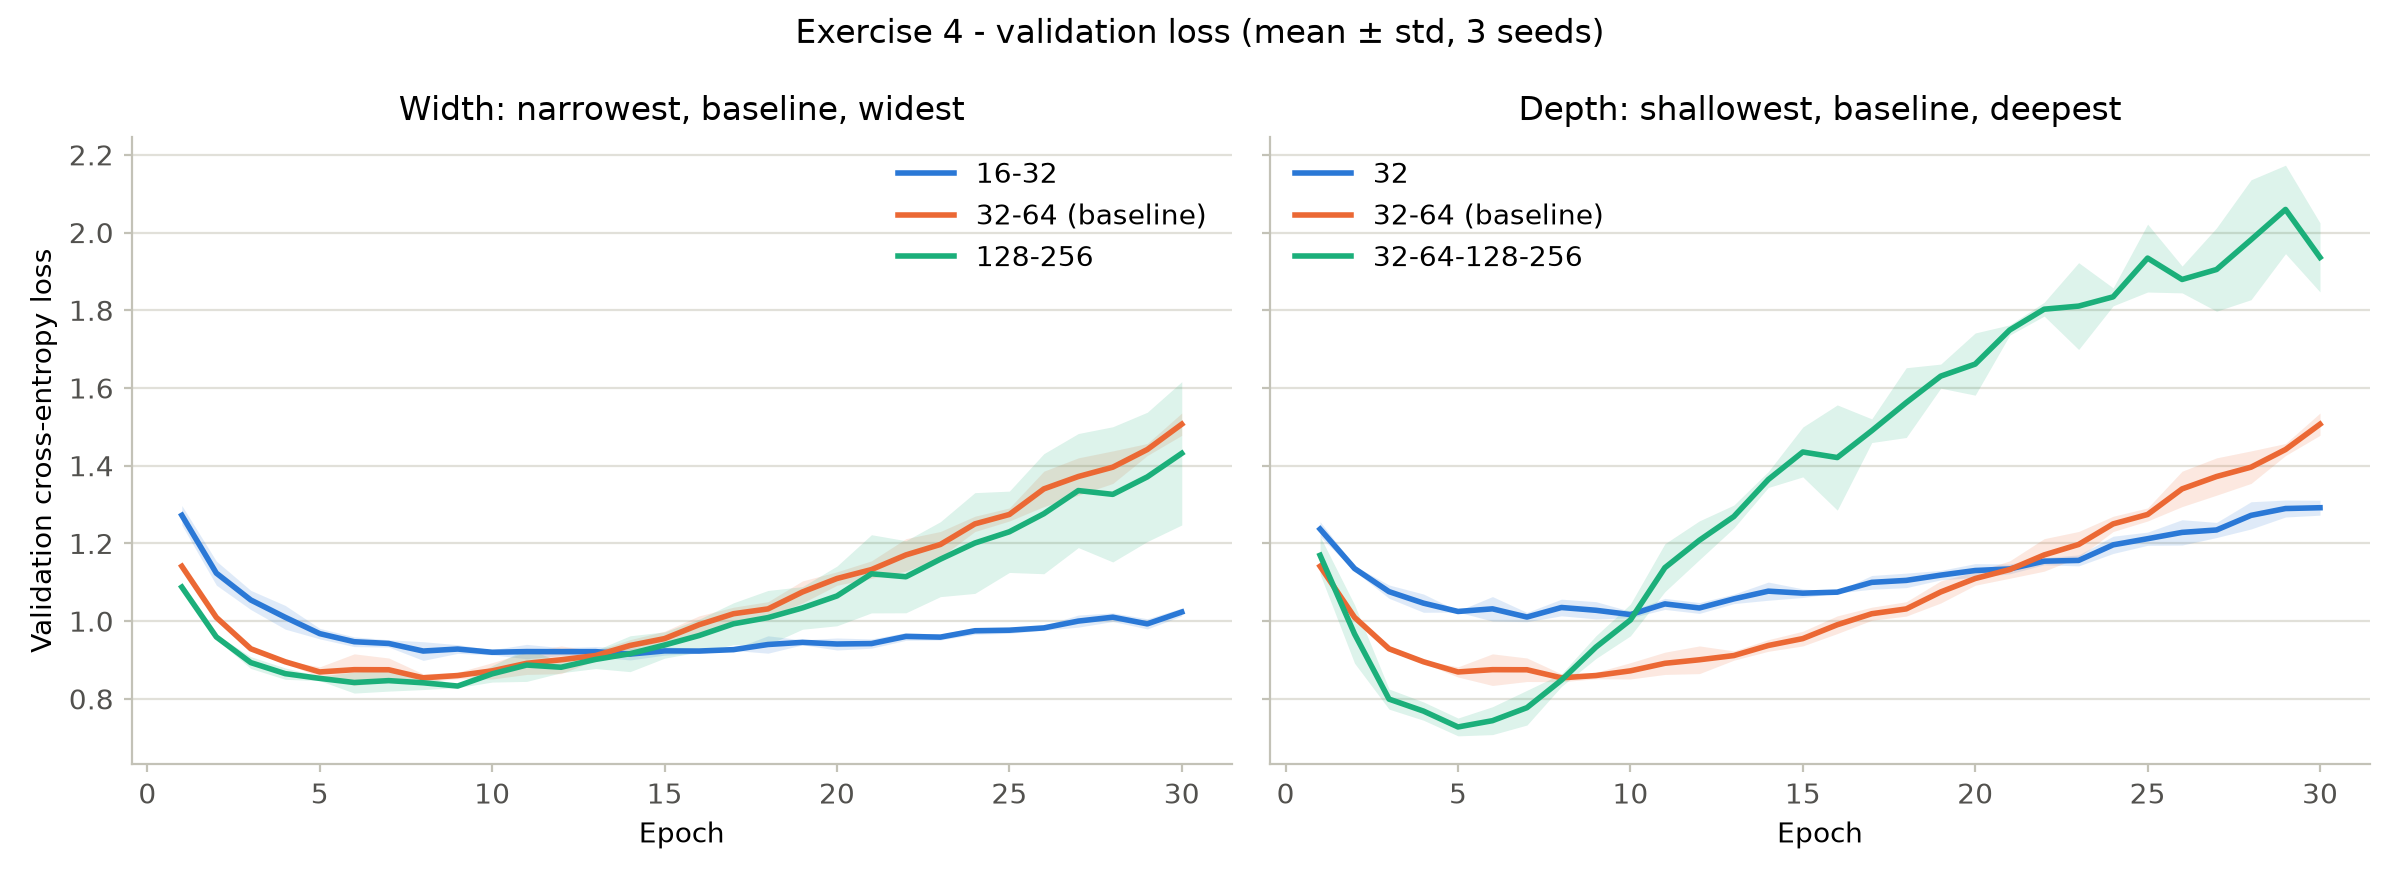 Exercise 4 - validation loss (mean ± std, 3 seeds)
Width: narrowest, baseline, widest
Validation cross-entropy loss
2.2
2.0
1.8
1.6
1.4
1.2
1.0
0.8
16-32
32-64 (baseline)
128-256
0 5 10 15 20 25 30
Epoch
Depth: shallowest, baseline, deepest
32
32-64 (baseline)
32-64-128-256
0 5 10 15 20 25 30
Epoch